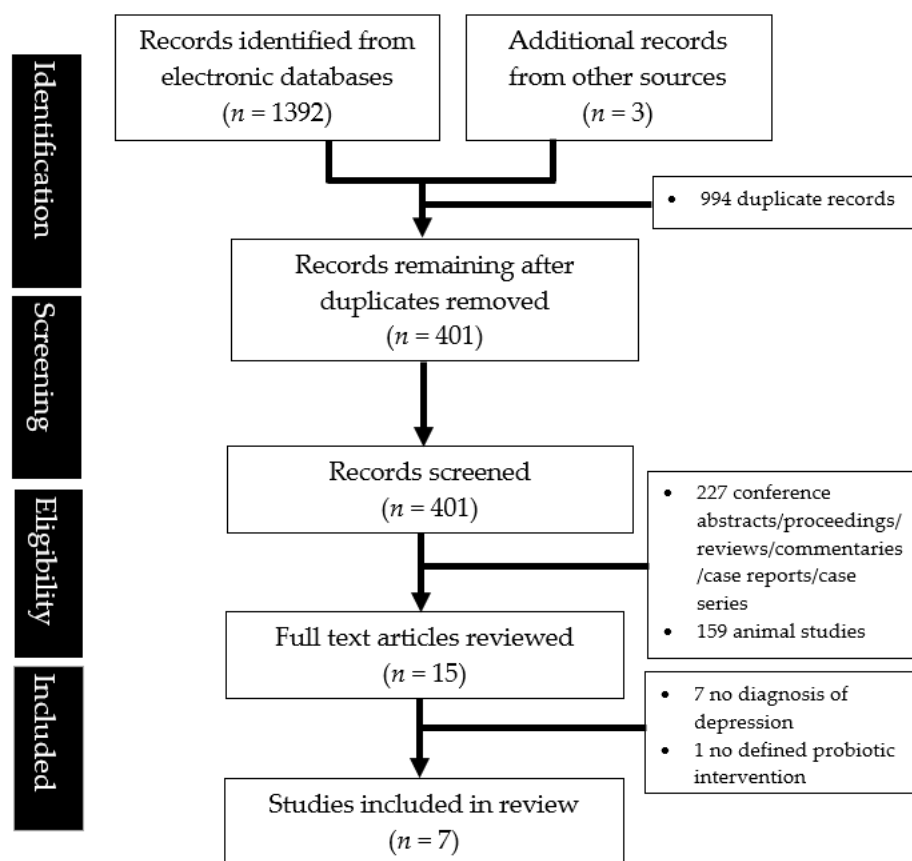 Records identified from
electronic databases
(n = 1392)
Additional records
from other sources
(n = 3)
Identification
• 994 duplicate records
Records remaining after
duplicates removed
(n = 401)
Screening
Records screened
(n = 401)
• 227 conference
abstracts/proceedings/
reviews/commentaries
/case reports/case
series
• 159 animal studies
Eligibility
Full text articles reviewed
(n = 15)
• 7 no diagnosis of
depression
• 1 no defined probiotic
intervention
Included
Studies included in review
(n = 7)